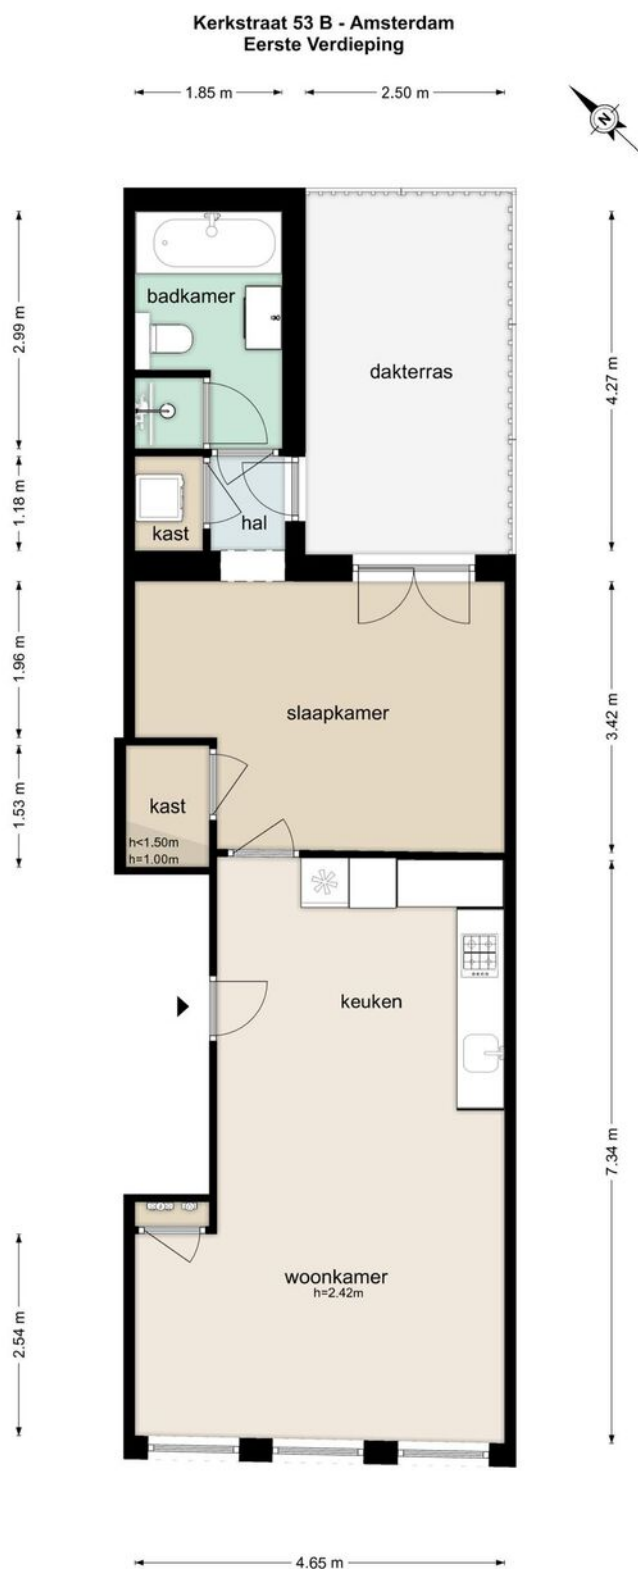 Kerkstraat 53 B - Amsterdam
Eerste Verdieping
1.85 m
2.50 m
N
badkamer
2.99 m
dakterras
4.27 m
1.18 m
hal
kast
1.96 m
slaapkamer
3.42 m
1.53 m
kast
h<1.50m
h=1.00m
keuken
7.34 m
woonkamer
h=2.42m
2.54 m
4.65 m